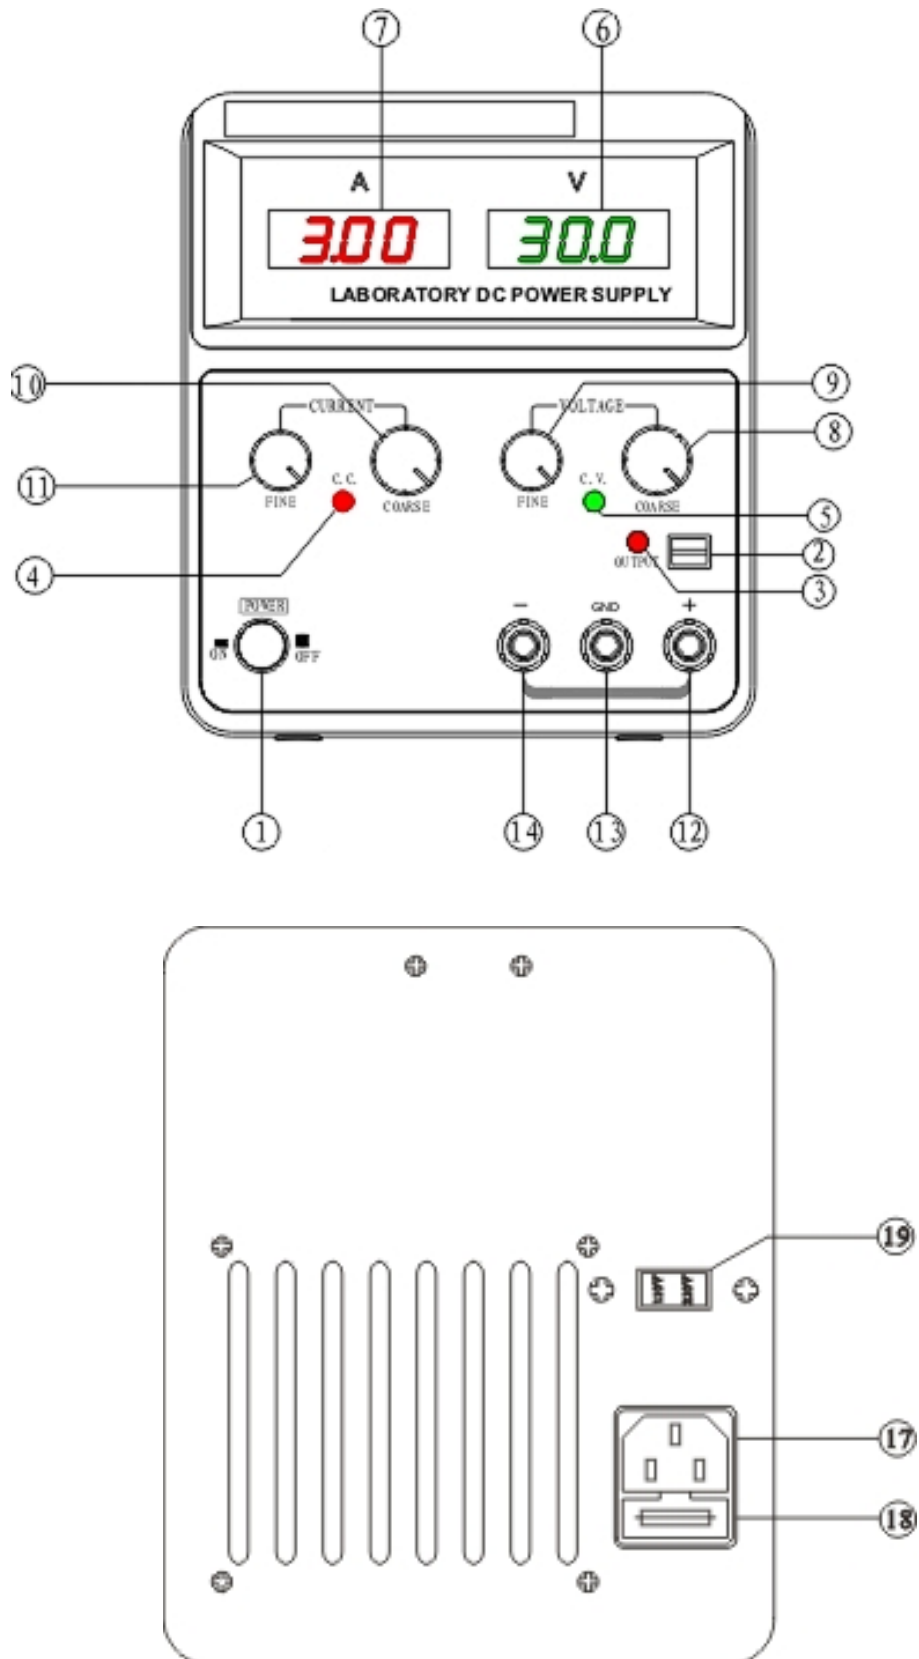 ⑦ ⑥
A V
3.00 30.0
LABORATORY DC POWER SUPPLY
⑩ ⑨
CURRENT VOLTAGE
⑧
⑪
C.C. C.V.
FINE COARSE FINE COARSE
⑤
②
④ OUTPUT
③
POWER
- GND +
ON OFF
① ⑭ ⑬ ⑫
⑲
⑰
⑱